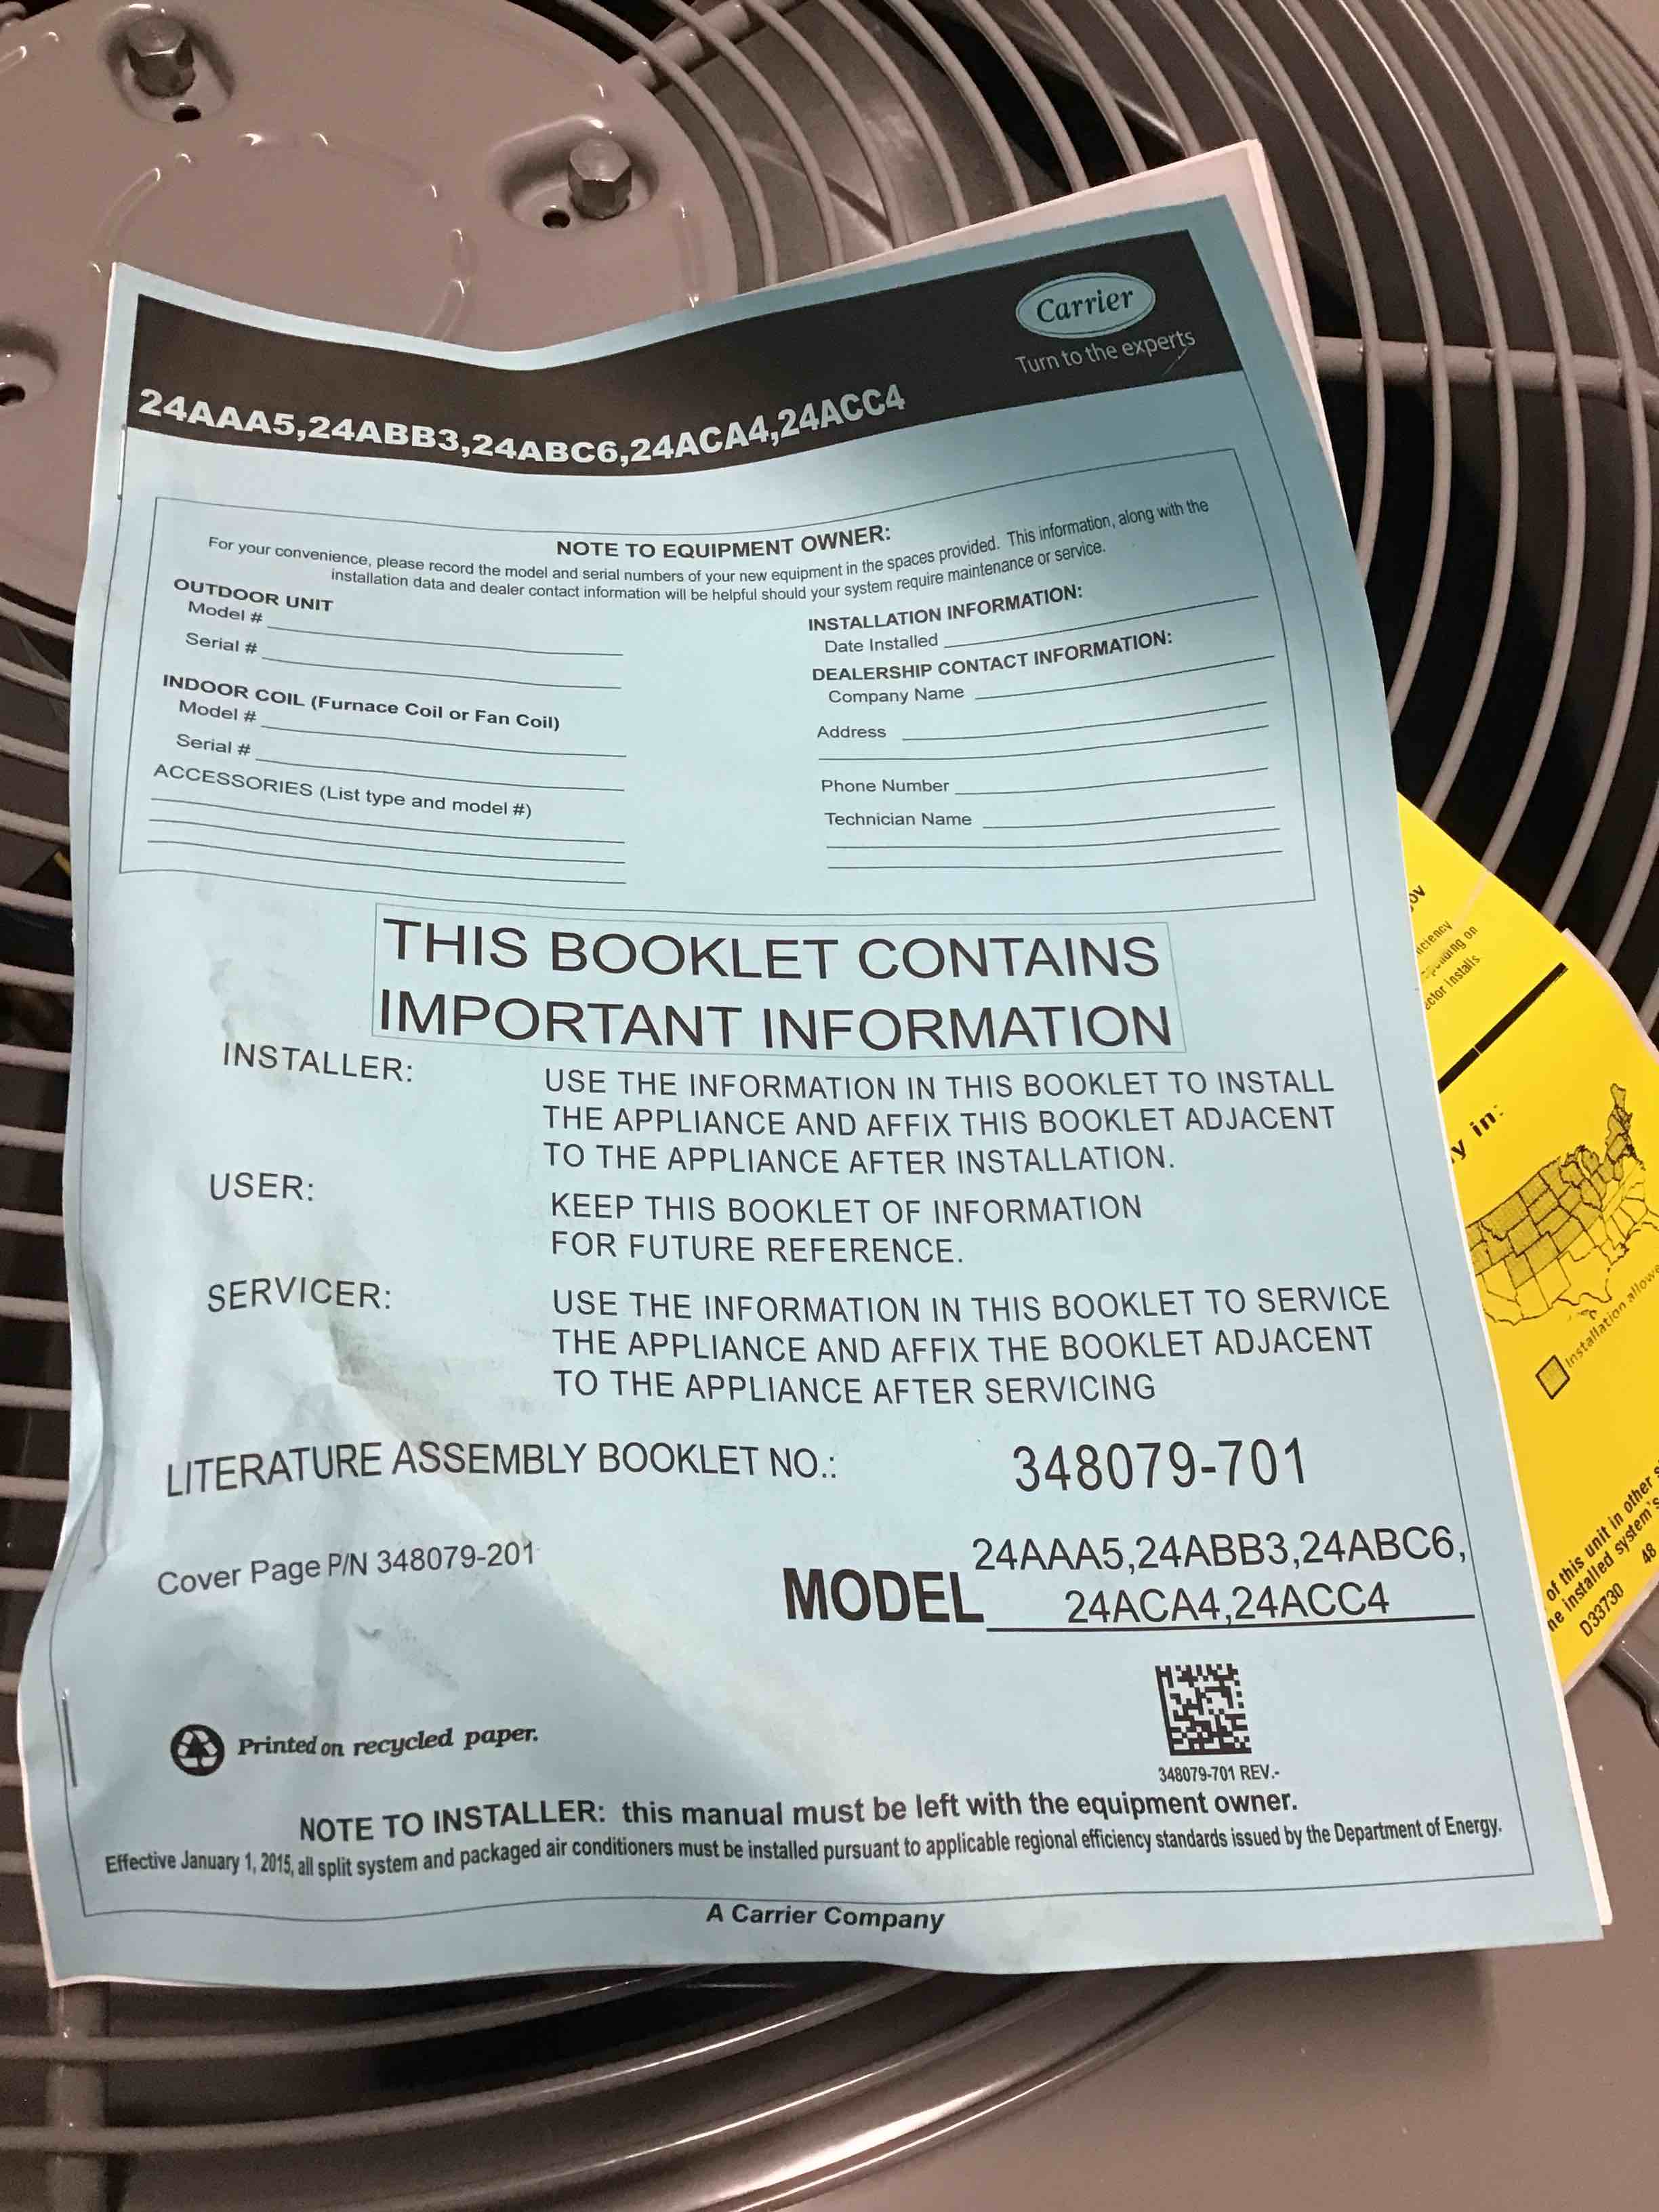 Carrier
Turn to the experts
24AAA5,24ABB3,24ABC6,24ACA4,24ACC4
NOTE TO EQUIPMENT OWNER:
For your convenience, please record the model and serial numbers of your new equipment in the spaces provided. This information, along with the
installation data and dealer contact information will be helpful should your system require maintenance or service.
OUTDOOR UNIT
Model #
Serial #
INDOOR COIL (Furnace Coil or Fan Coil)
Model #
Serial #
ACCESSORIES (List type and model #)
INSTALLATION INFORMATION:
Date Installed
DEALERSHIP CONTACT INFORMATION:
Company Name
Address
Phone Number
Technician Name
THIS BOOKLET CONTAINS
IMPORTANT INFORMATION
INSTALLER: USE THE INFORMATION IN THIS BOOKLET TO INSTALL
THE APPLIANCE AND AFFIX THIS BOOKLET ADJACENT
TO THE APPLIANCE AFTER INSTALLATION.
USER: KEEP THIS BOOKLET OF INFORMATION
FOR FUTURE REFERENCE.
SERVICER: USE THE INFORMATION IN THIS BOOKLET TO SERVICE
THE APPLIANCE AND AFFIX THE BOOKLET ADJACENT
TO THE APPLIANCE AFTER SERVICING
LITERATURE ASSEMBLY BOOKLET NO.: 348079-701
Cover Page P/N 348079-201
MODEL 24AAA5,24ABB3,24ABC6,
24ACA4,24ACC4
348079-701 REV.-
Printed on recycled paper.
NOTE TO INSTALLER: this manual must be left with the equipment owner.
Effective January 1, 2015, all split system and packaged air conditioners must be installed pursuant to applicable regional efficiency standards issued by the Department of Energy.
A Carrier Company
on
installs.
in:
Installation
of this unit in other
installed system's
48
D33730